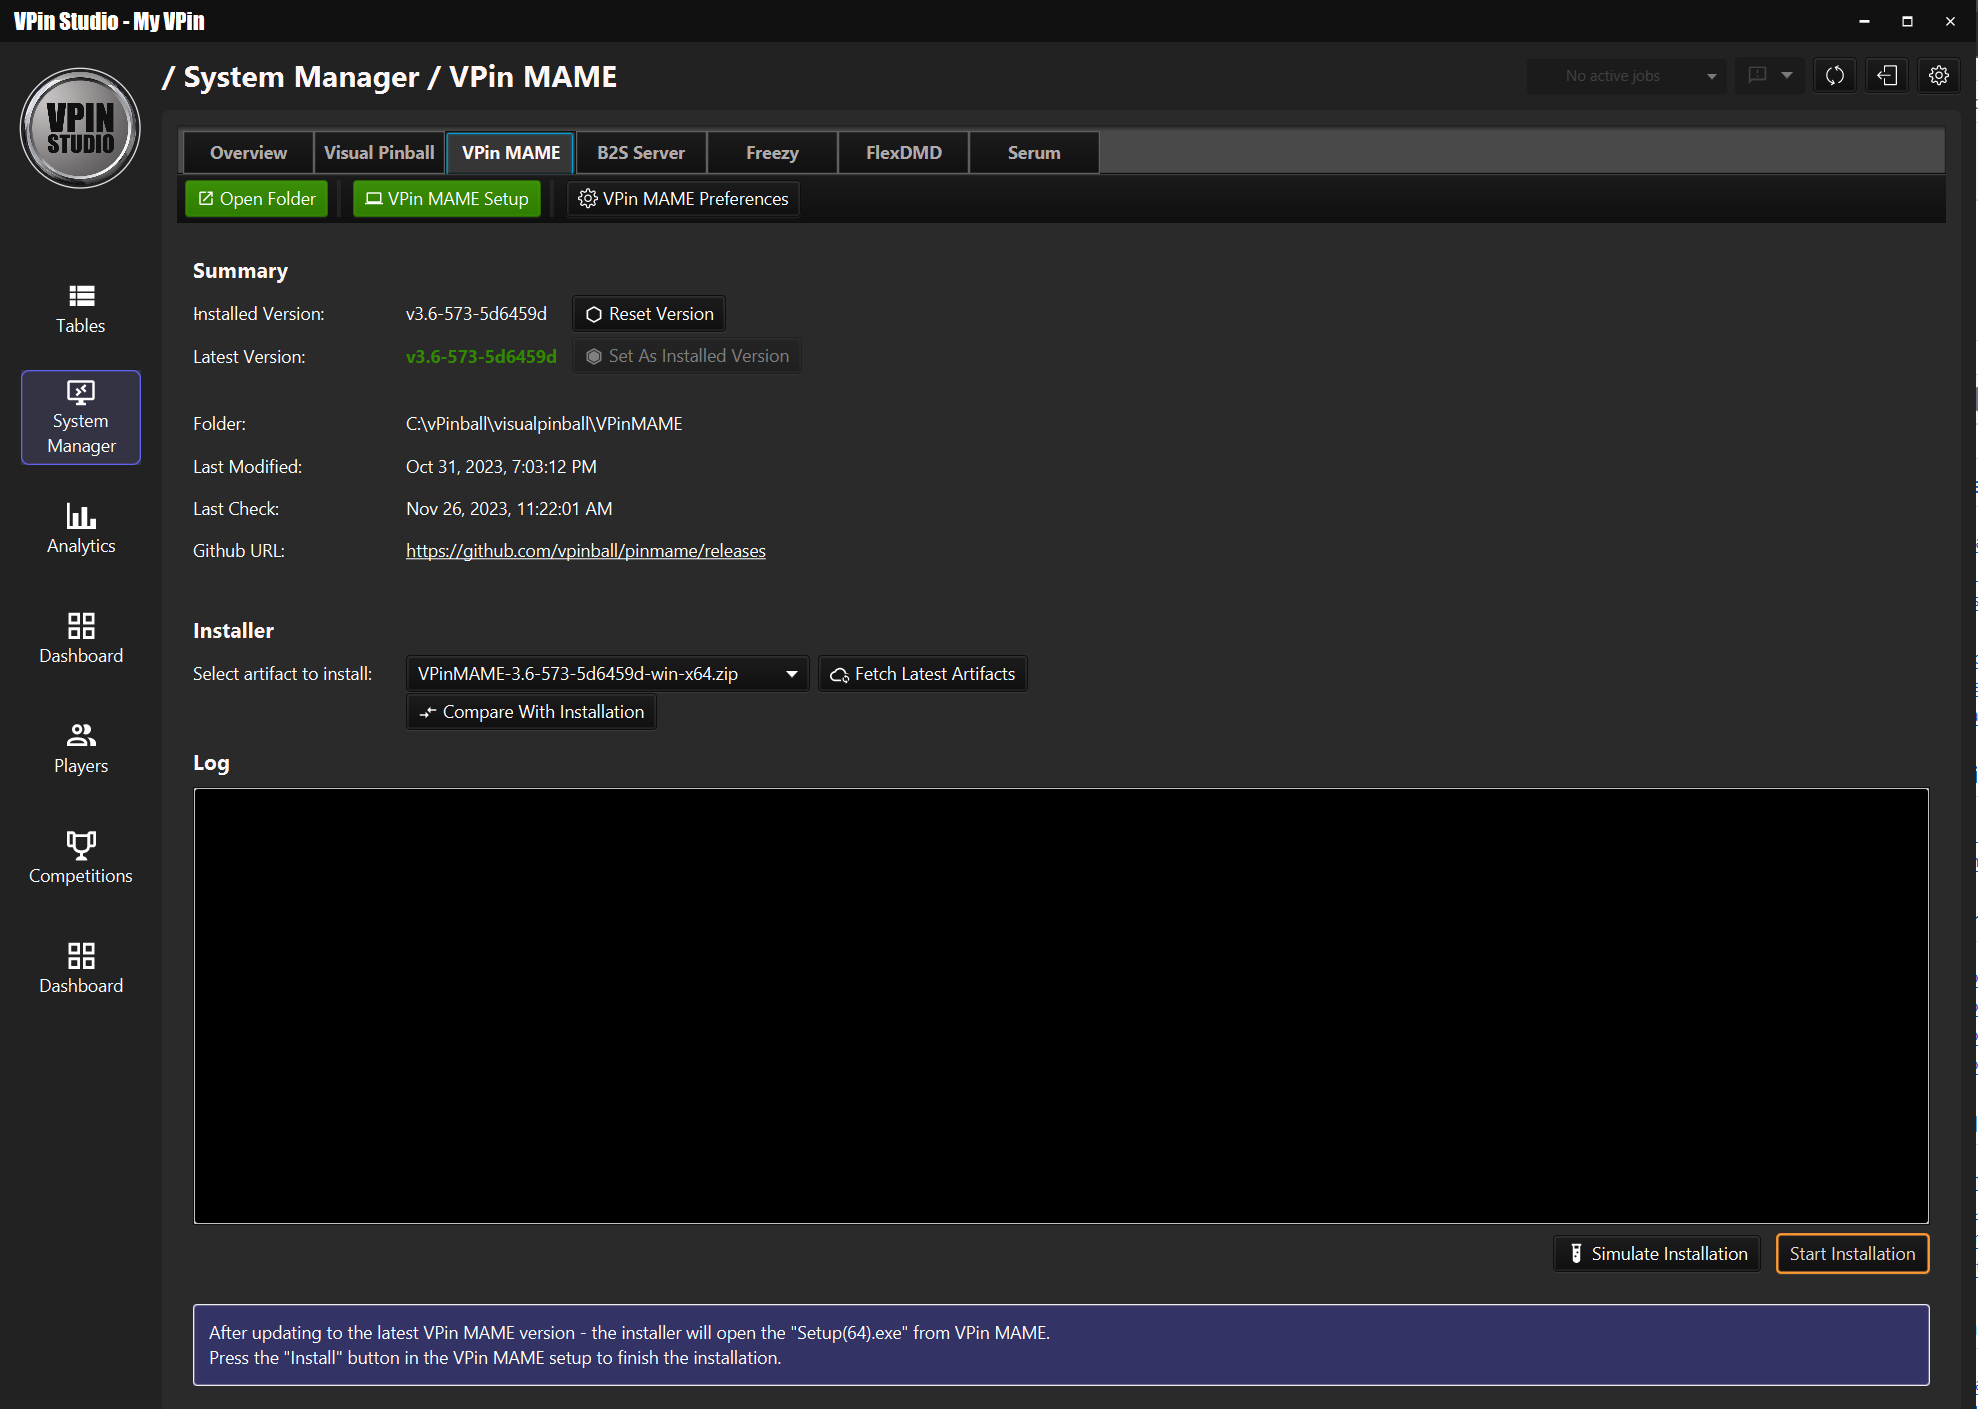 VPin Studio - My VPin
VPIN
STUDIO
/ System Manager / VPin MAME
No active jobs
Overview
Visual Pinball
VPin MAME
B2S Server
Freezy
FlexDMD
Serum
Open Folder
VPin MAME Setup
VPin MAME Preferences
Tables
System
Manager
Analytics
Dashboard
Players
Competitions
Dashboard
Summary
Installed Version: v3.6-573-5d6459d Reset Version
Latest Version: v3.6-573-5d6459d Set As Installed Version
Folder: C:\vPinball\visualpinball\VPinMAME
Last Modified: Oct 31, 2023, 7:03:12 PM
Last Check: Nov 26, 2023, 11:22:01 AM
Github URL: https://github.com/vpinball/pinmame/releases
Installer
Select artifact to install: VPinMAME-3.6-573-5d6459d-win-x64.zip Fetch Latest Artifacts
Compare With Installation
Log
Simulate Installation
Start Installation
After updating to the latest VPin MAME version - the installer will open the "Setup(64).exe" from VPin MAME.
Press the "Install" button in the VPin MAME setup to finish the installation.